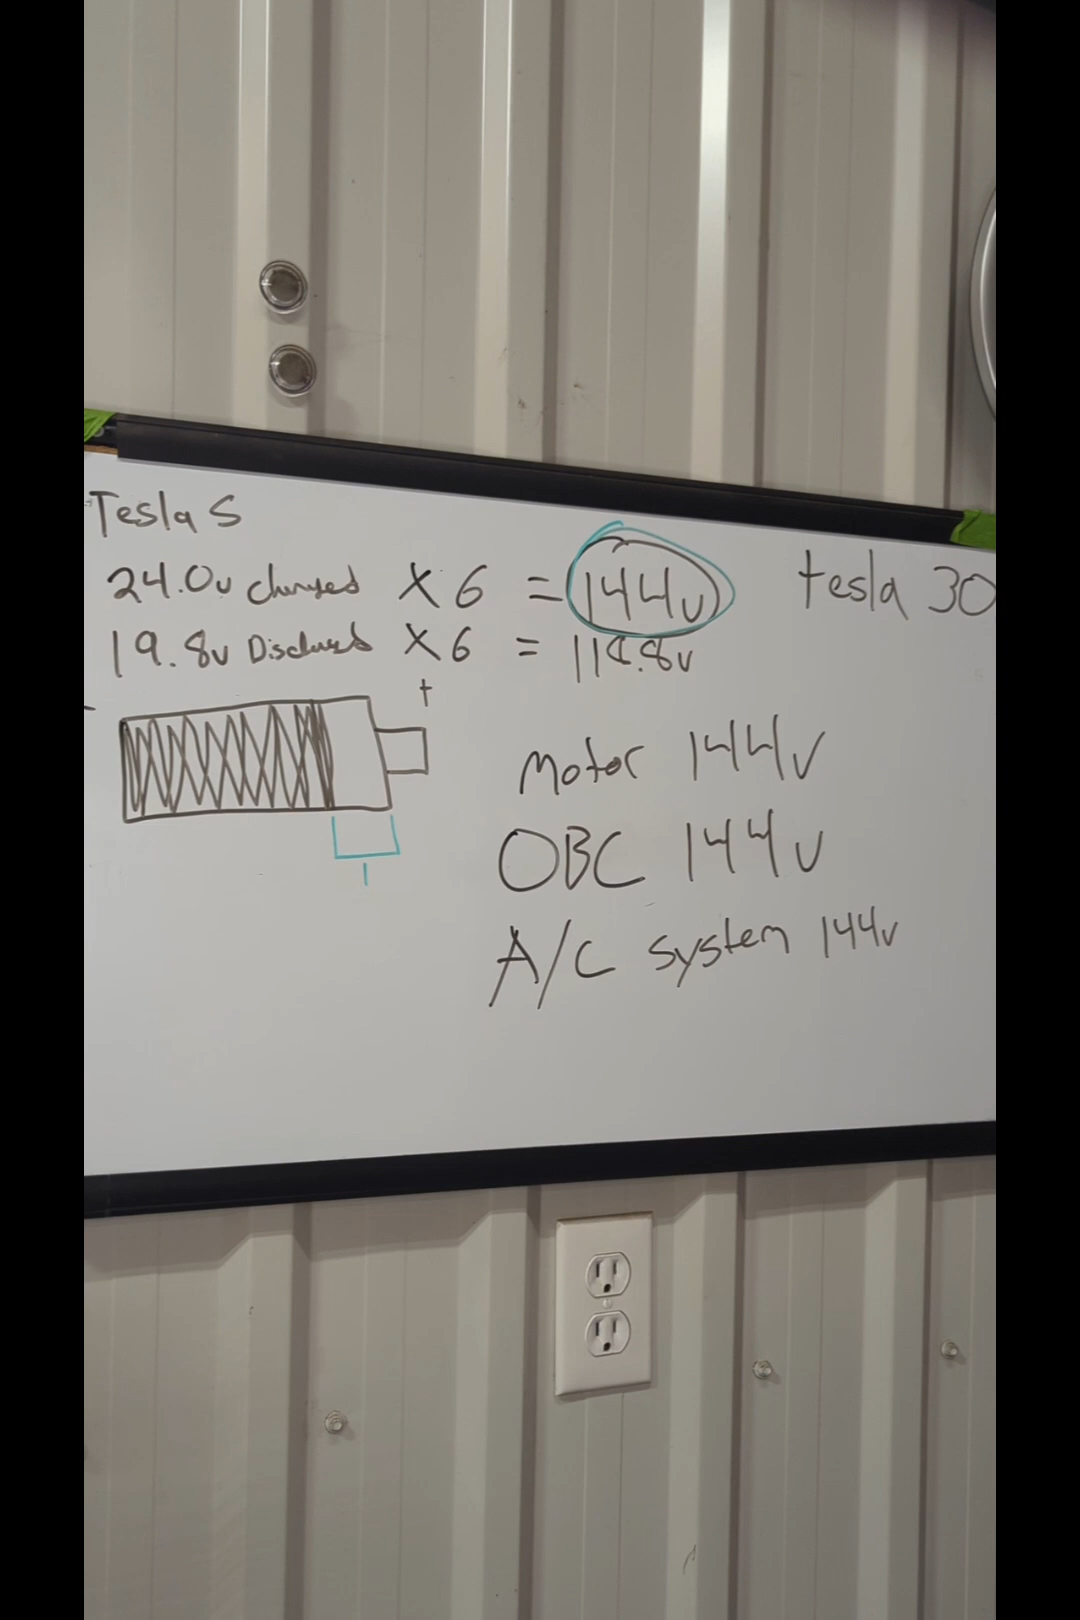 Tesla S
24.0v charged X 6 = 144v
19.8v Discharged X 6 = 118.8v
tesla 30
- +
Motor 144v
OBC 144v
A/C system 144v